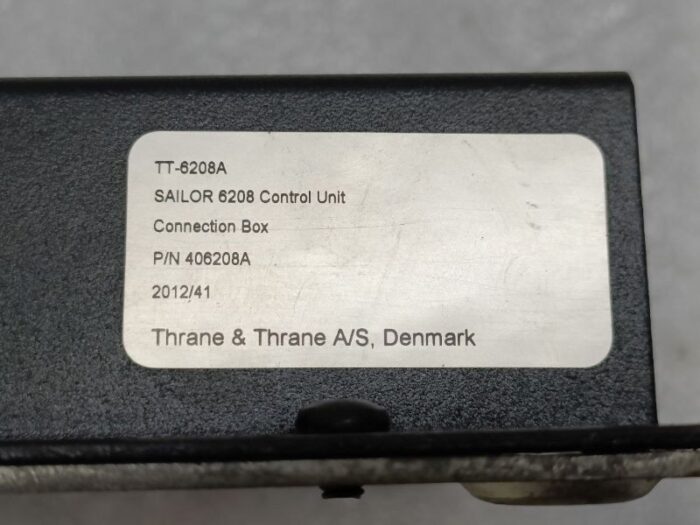 TT-6208A
SAILOR 6208 Control Unit
Connection Box
P/N 406208A
2012/41
Thrane & Thrane A/S, Denmark